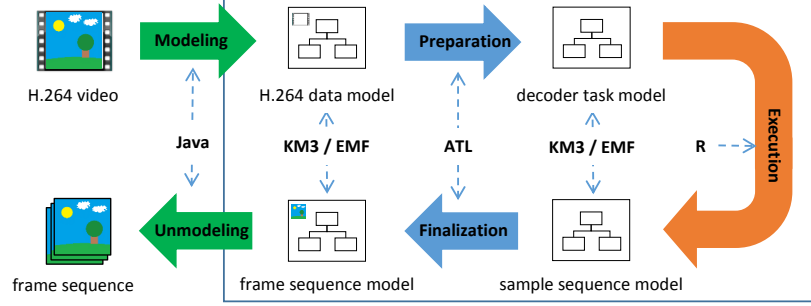 Modeling
Preparation
H.264 video
H.264 data model
decoder task model
Execution
Java
KM3 / EMF
ATL
KM3 / EMF
R
Unmodeling
Finalization
frame sequence
frame sequence model
sample sequence model